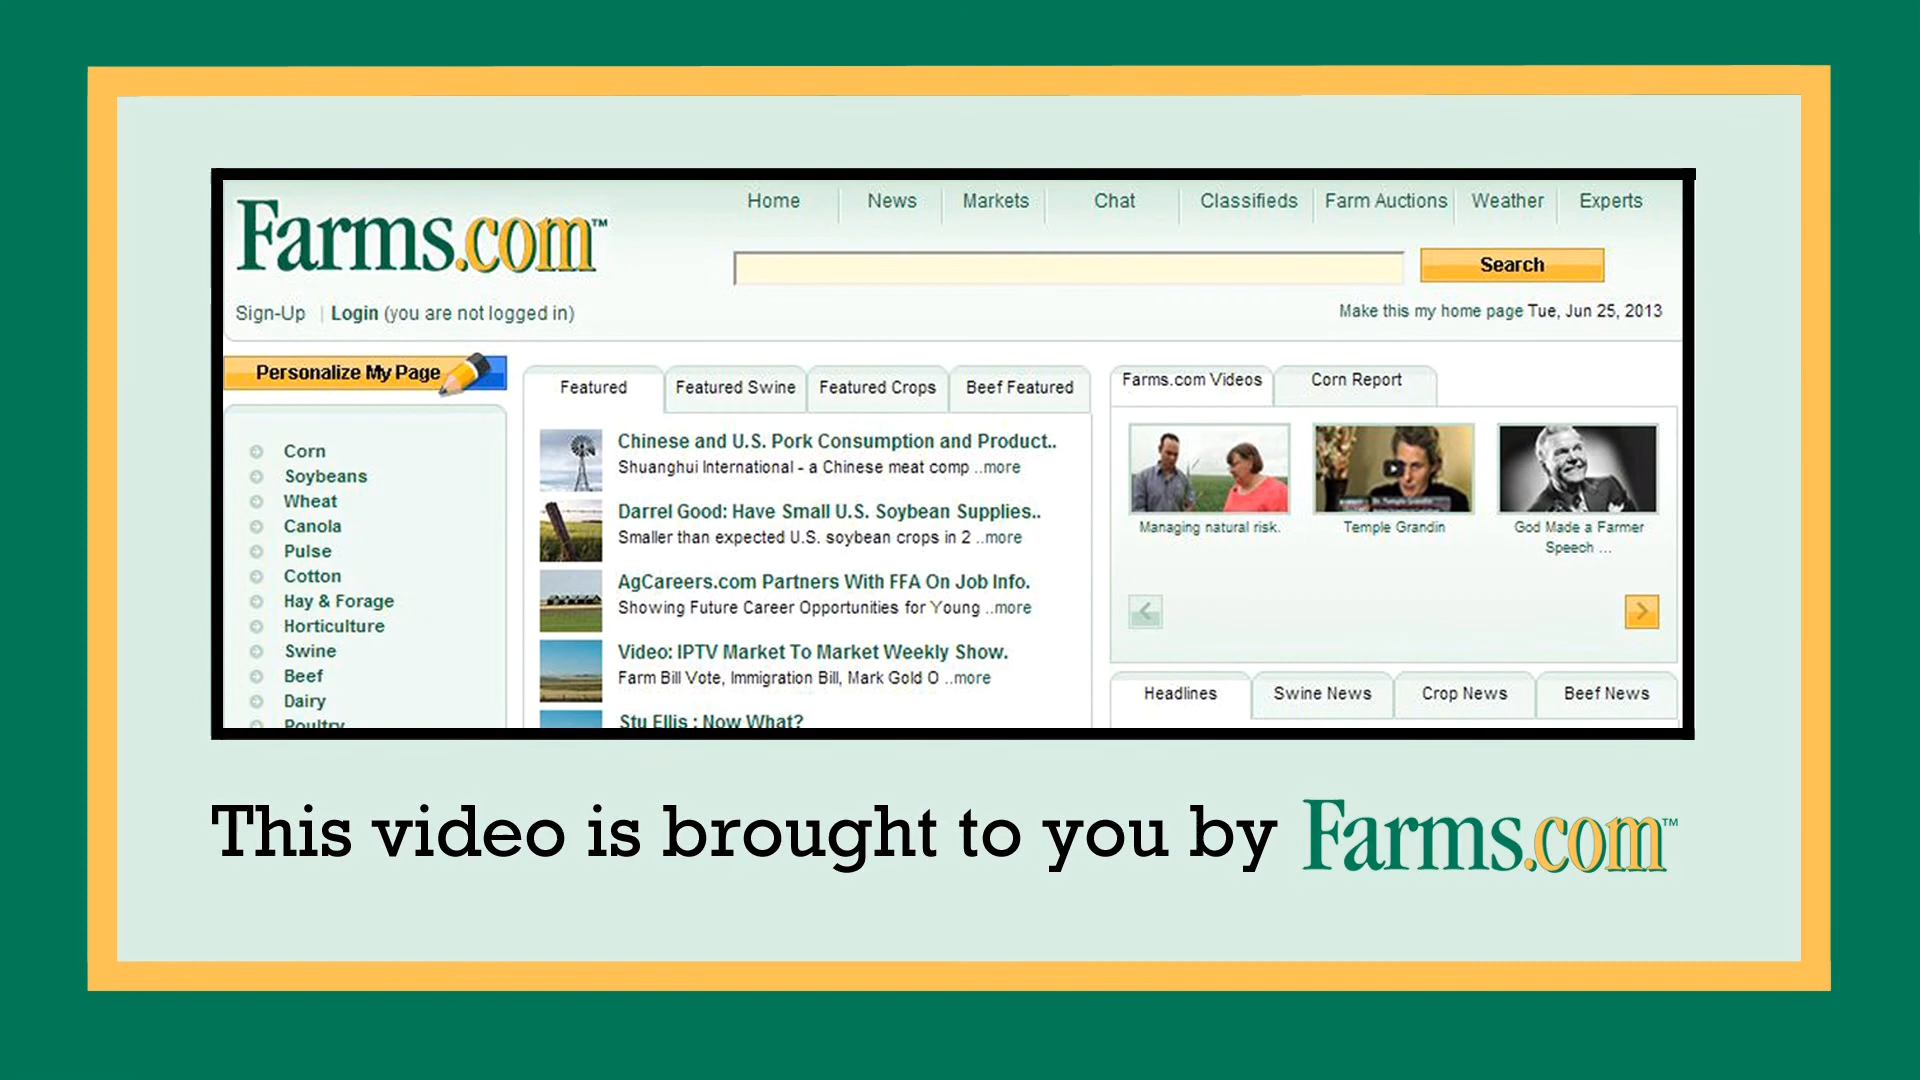 Farms.com™
Home
News
Markets
Chat
Classifieds
Farm Auctions
Weather
Experts
Search
Sign-Up | Login (you are not logged in)
Make this my home page Tue, Jun 25, 2013
Personalize My Page
Corn
Soybeans
Wheat
Canola
Pulse
Cotton
Hay & Forage
Horticulture
Swine
Beef
Dairy
Poultry
Featured
Featured Swine
Featured Crops
Beef Featured
Chinese and U.S. Pork Consumption and Product..
Shuanghui International - a Chinese meat comp ..more
Darrel Good: Have Small U.S. Soybean Supplies..
Smaller than expected U.S. soybean crops in 2 ..more
AgCareers.com Partners With FFA On Job Info.
Showing Future Career Opportunities for Young ..more
Video: IPTV Market To Market Weekly Show.
Farm Bill Vote, Immigration Bill, Mark Gold O ..more
Stu Ellis : Now What?
Farms.com Videos
Corn Report
Managing natural risk.
Temple Grandin
God Made a Farmer
Speech ...
Headlines
Swine News
Crop News
Beef News
This video is brought to you by Farms.com™